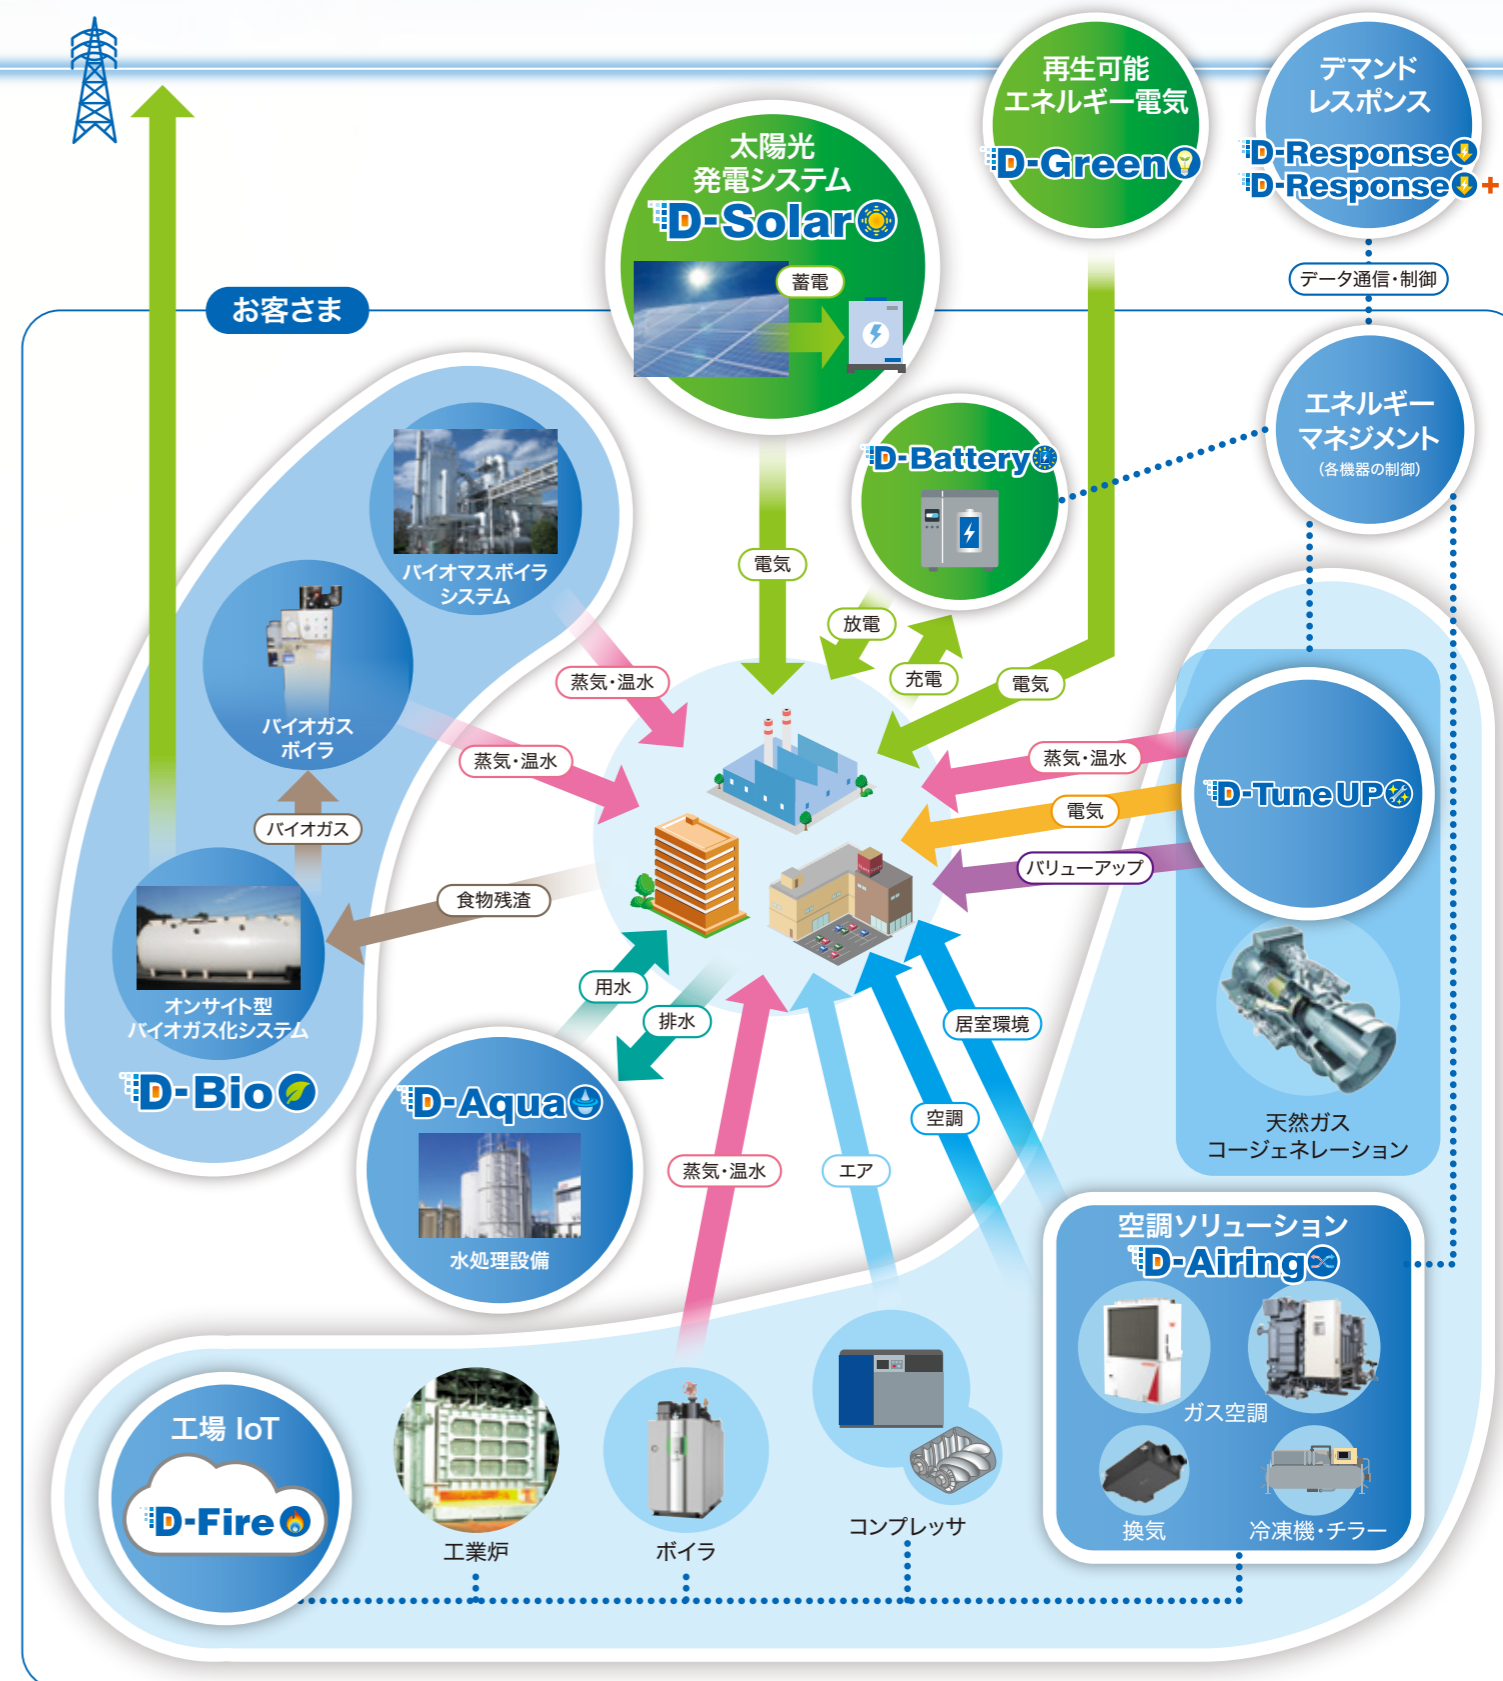 再生可能
エネルギー電気
D-Green
デマンド
レスポンス
D-Response
D-Response+
太陽光
発電システム
D-Solar
蓄電
データ通信・制御
お客さま
エネルギー
マネジメント
(各機器の制御)
D-Battery
バイオマスボイラ
システム
電気
放電
充電
電気
蒸気・温水
バイオガス
ボイラ
蒸気・温水
蒸気・温水
D-TuneUP
電気
バイオガス
バリューアップ
食物残渣
オンサイト型
バイオガス化システム
D-Bio
用水
排水
居室環境
D-Aqua
空調
天然ガス
コージェネレーション
蒸気・温水
エア
水処理設備
空調ソリューション
D-Airing
ガス空調
換気
冷凍機・チラー
工場 IoT
D-Fire
工業炉
ボイラ
コンプレッサ